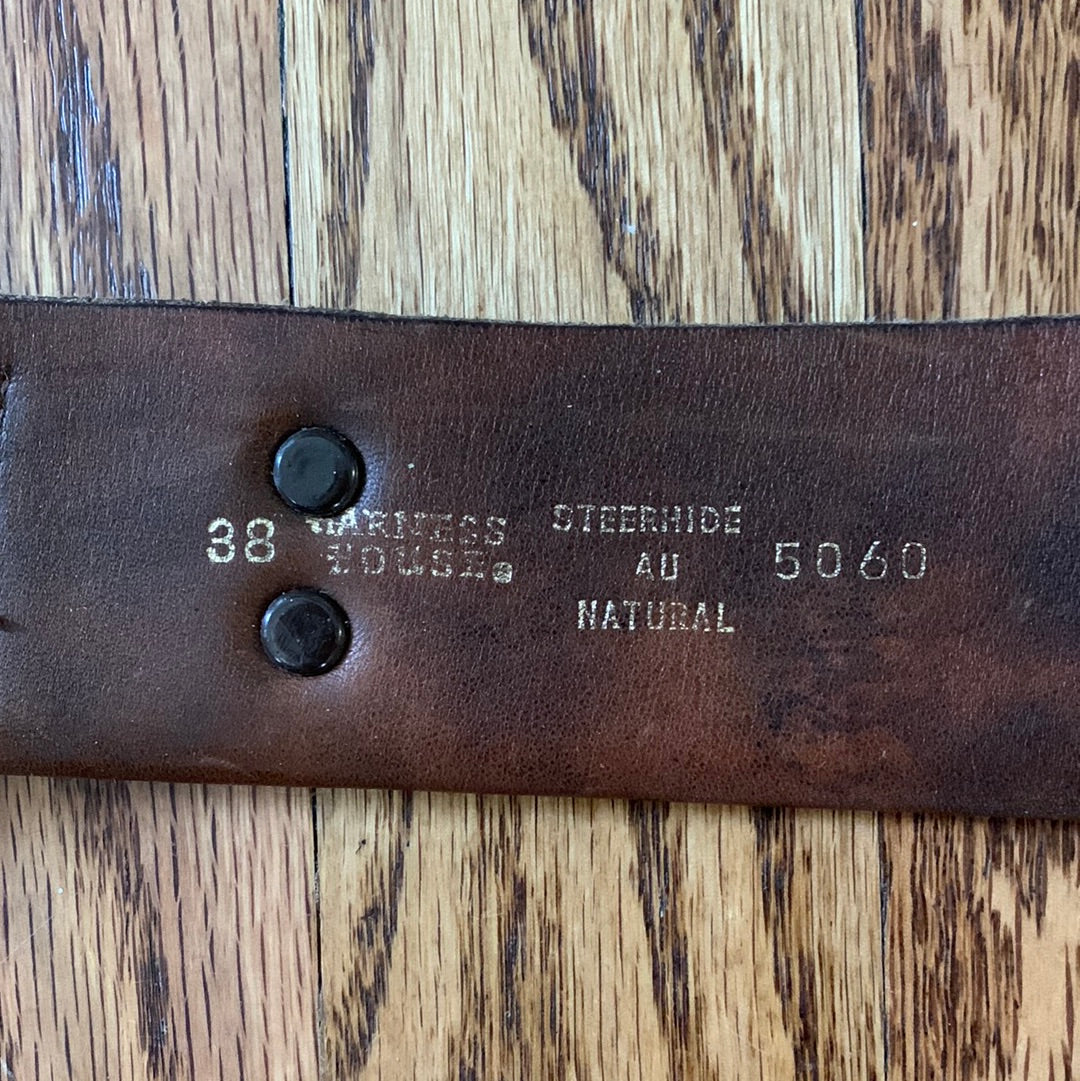 38
HARNESS
HOUSE
STEERHIDE
AU
NATURAL
5060